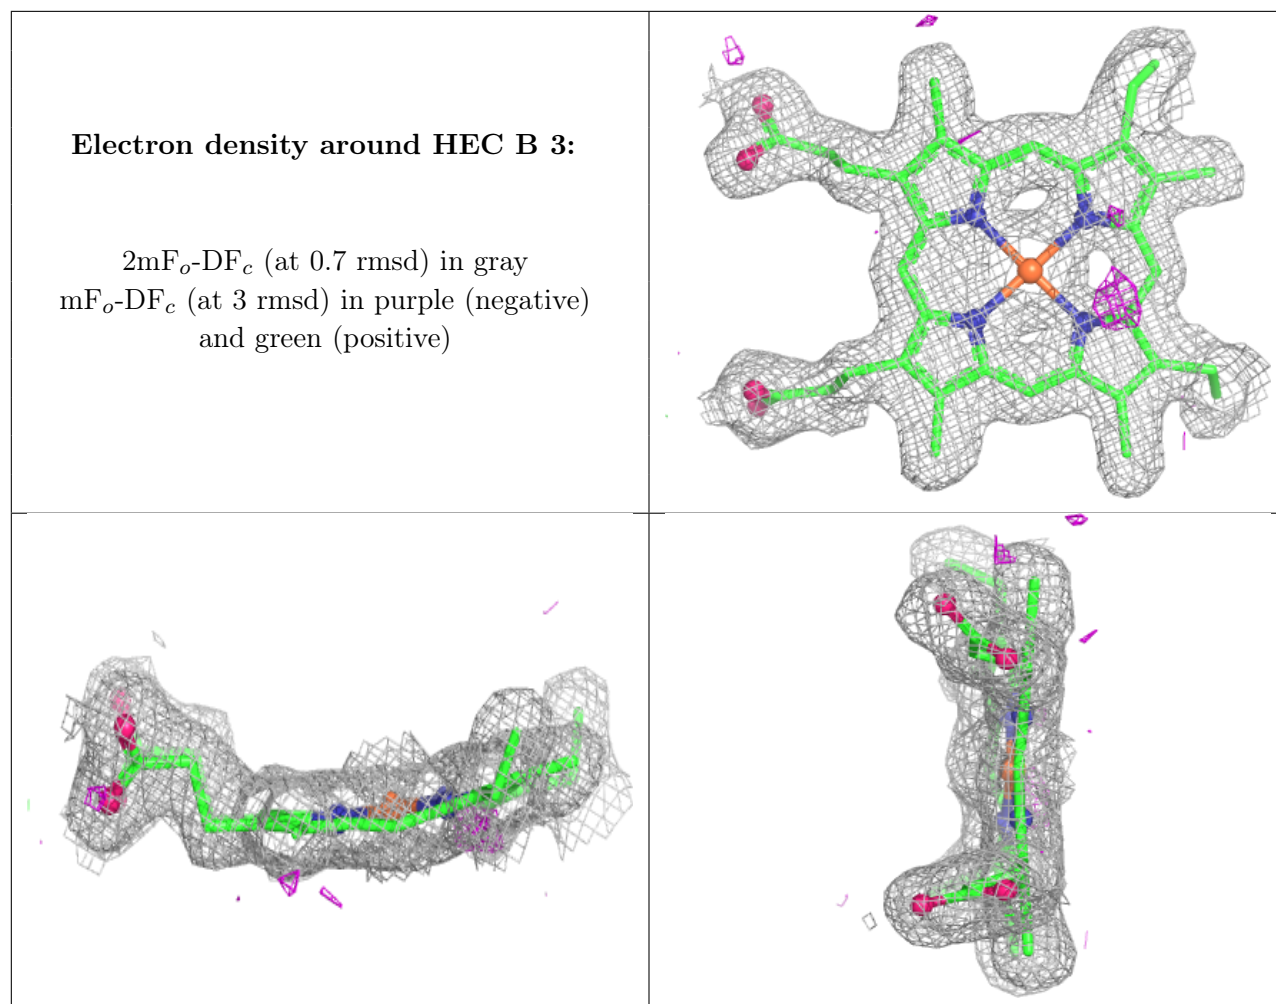 Electron density around HEC B 3:
2mFo-DFc (at 0.7 rmsd) in gray
mFo-DFc (at 3 rmsd) in purple (negative)
and green (positive)